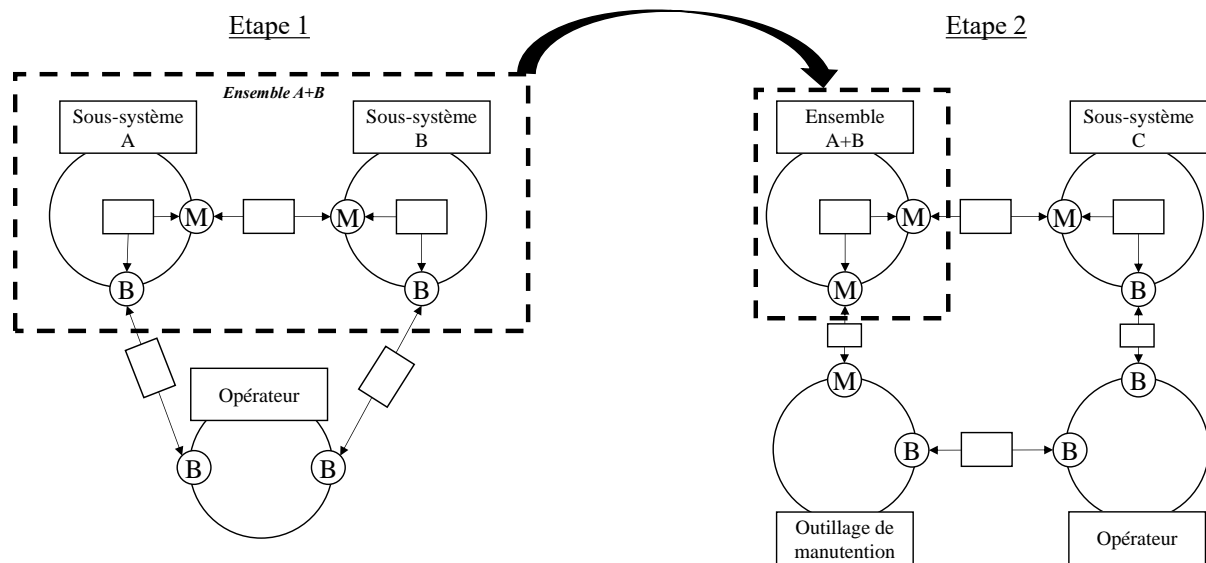 Etape 1
Ensemble A+B
Sous-système
A
Sous-système
B
M
M
B
B
Opérateur
B
B
Etape 2
Ensemble
A+B
Sous-système
C
M
M
M
B
M
B
B
B
Outillage de
manutention
Opérateur